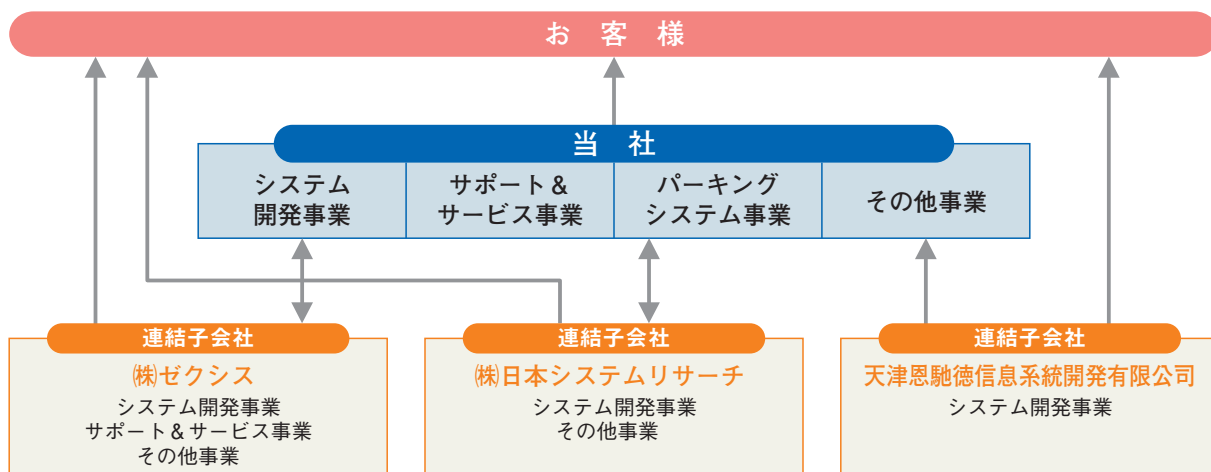 お客様
当社
システム
開発事業
サポート＆
サービス事業
パーキング
システム事業
その他事業
連結子会社
㈱ゼクシス
システム開発事業
サポート＆サービス事業
その他事業
連結子会社
㈱日本システムリサーチ
システム開発事業
その他事業
連結子会社
天津恩馳徳信息系統開発有限公司
システム開発事業